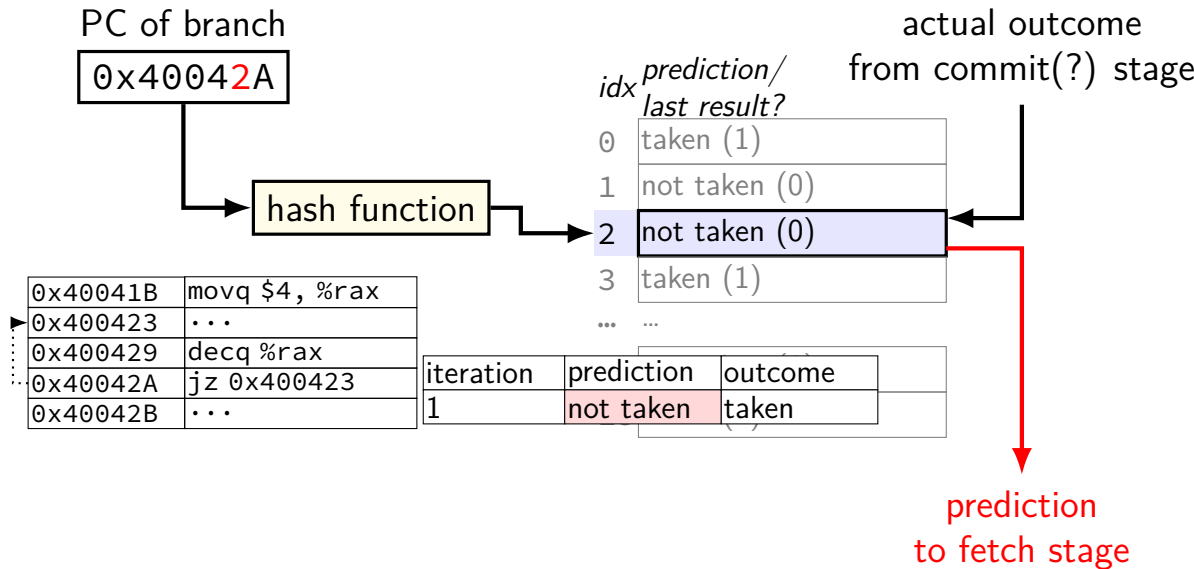 PC of branch
0x40042A
actual outcome
from commit(?) stage
idx
prediction/
last result?
0 taken (1)
1 not taken (0)
2 not taken (0)
3 taken (1)
… …
hash function
0x40041B movq $4, %rax
0x400423 ...
0x400429 decq %rax
0x40042A jz 0x400423
0x40042B ...
iteration prediction outcome
1 not taken taken
prediction
to fetch stage